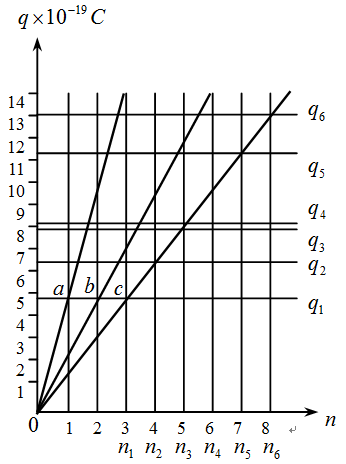 q×10⁻¹⁹ C
14
13
12
11
10
9
8
7
6
5
4
3
2
1
0
q₆
q₅
q₄
q₃
q₂
q₁
a b c
1 2 3 4 5 6 7 8 n
n₁ n₂ n₃ n₄ n₅ n₆